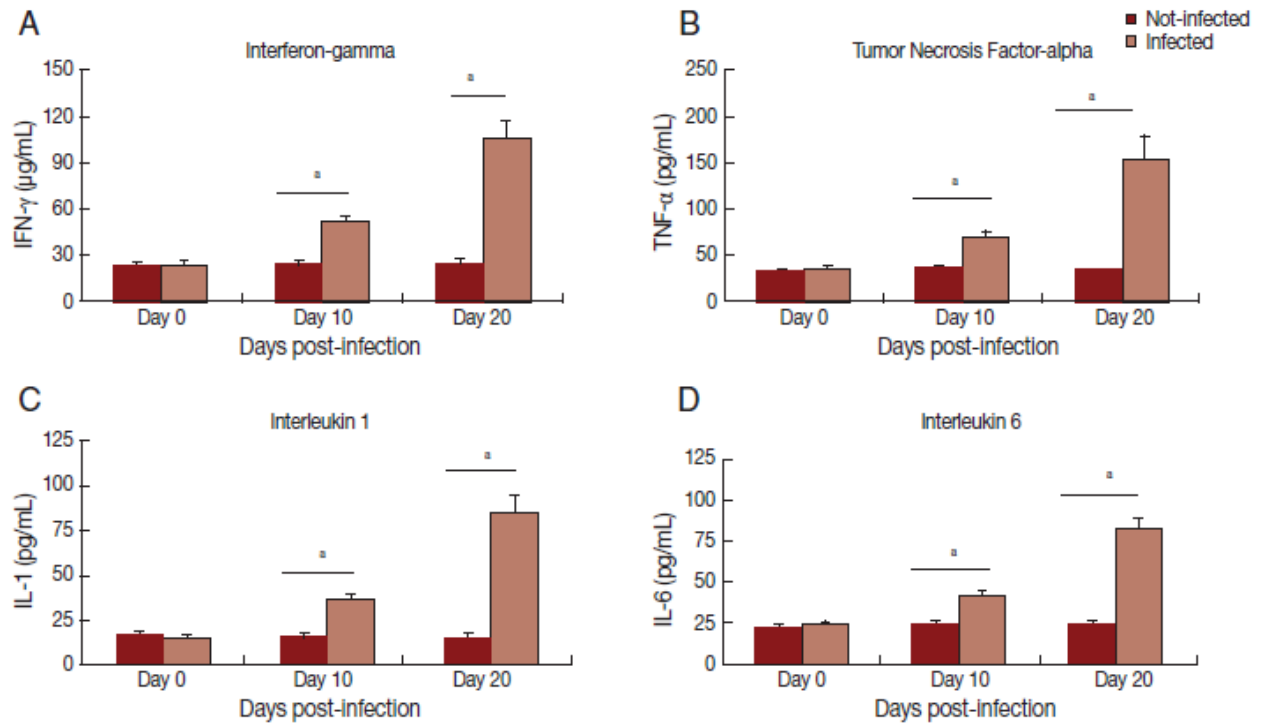 A
Interferon-gamma
IFN-γ (μg/mL)
150
120
90
60
30
0
a
a
Day 0
Day 10
Day 20
Days post-infection
B
Not-infected
Infected
Tumor Necrosis Factor-alpha
TNF-α (pg/mL)
250
200
150
100
50
0
a
a
Day 0
Day 10
Day 20
Days post-infection
C
Interleukin 1
IL-1 (pg/mL)
125
100
75
50
25
0
a
a
Day 0
Day 10
Day 20
Days post-infection
D
Interleukin 6
IL-6 (pg/mL)
125
100
75
50
25
0
a
a
Day 0
Day 10
Day 20
Days post-infection